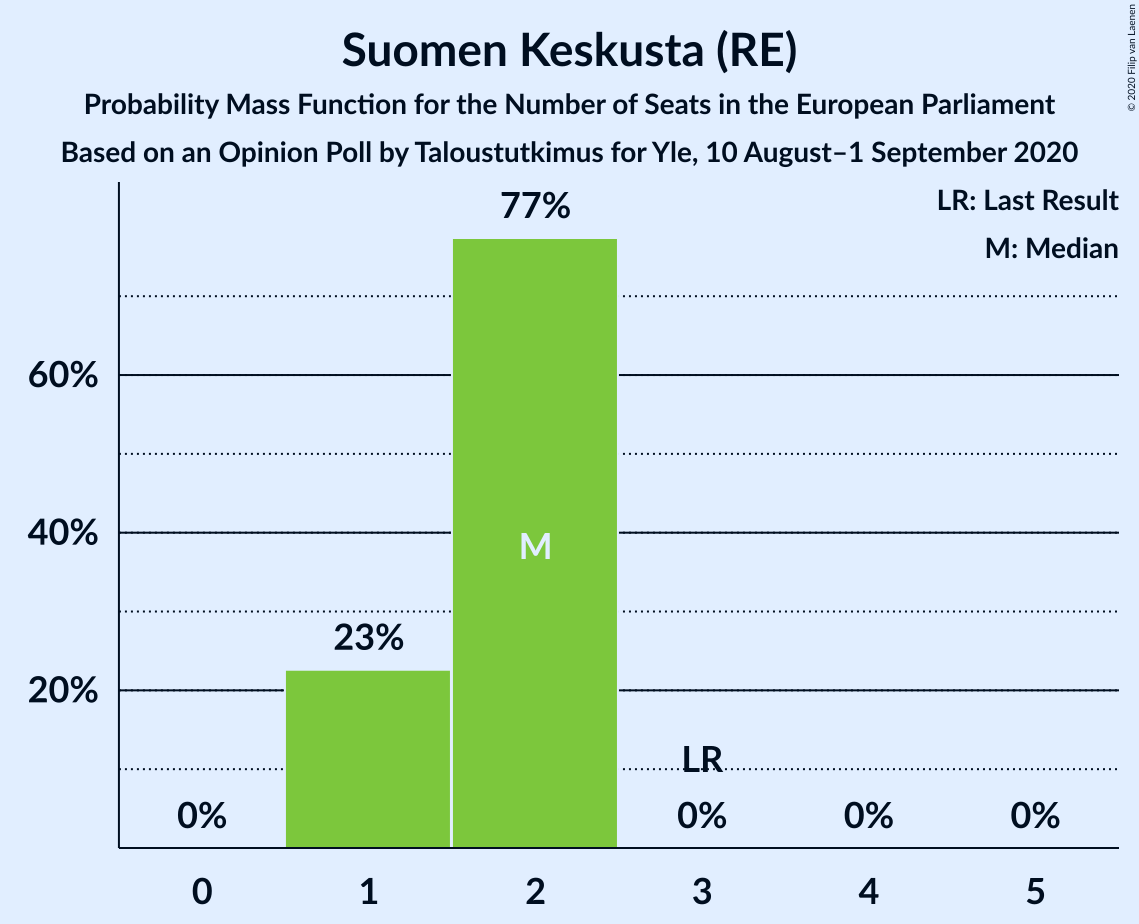 Suomen Keskusta (RE)
Probability Mass Function for the Number of Seats in the European Parliament
Based on an Opinion Poll by Taloustutkimus for Yle, 10 August–1 September 2020
© 2020 Filip van Laenen
LR: Last Result
M: Median
77%
60%
40%
M
23%
20%
LR
0%
0%
0%
0%
0
1
2
3
4
5